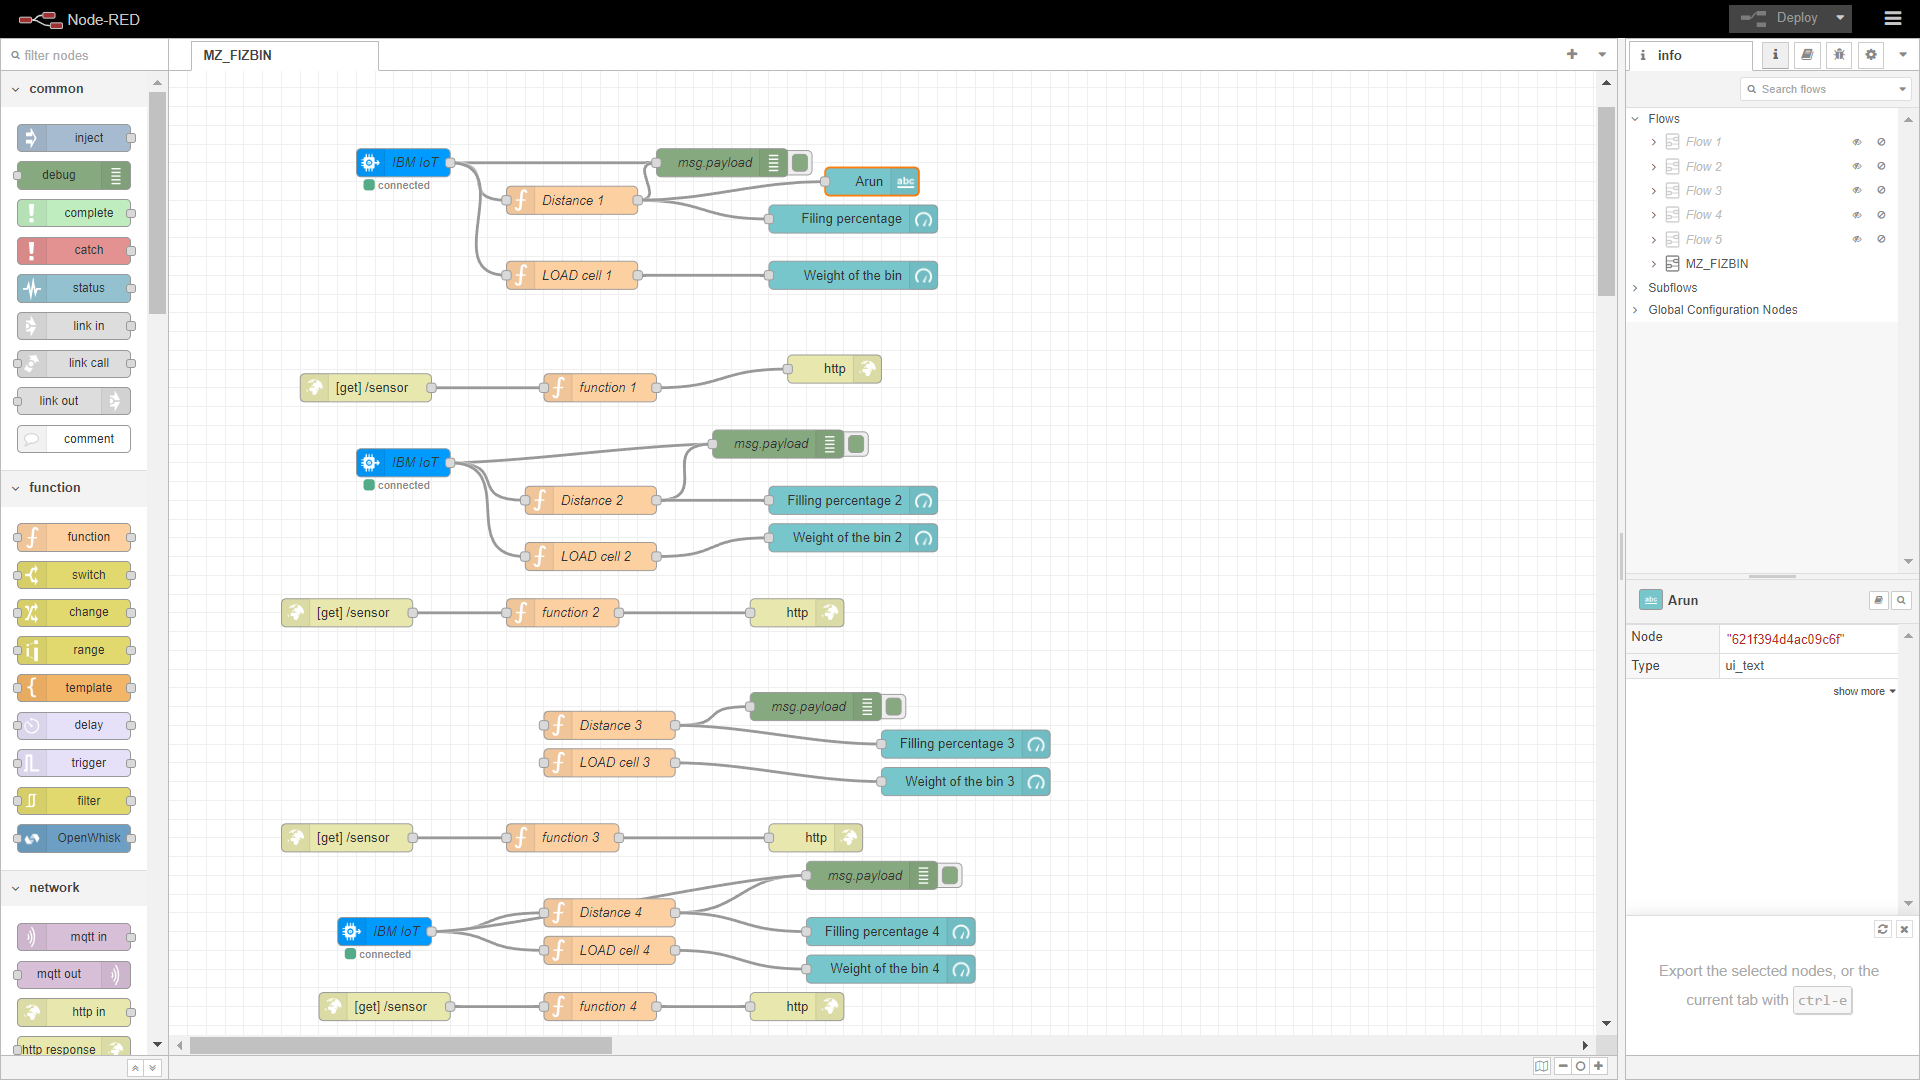 Node-RED
Deploy
filter nodes
common
inject
debug
complete
catch
status
link in
link call
link out
comment
function
function
switch
change
range
template
delay
trigger
filter
OpenWhisk
network
mqtt in
mqtt out
http in
http response
MZ_FIZBIN
IBM IoT
connected
msg.payload
Arun
abc
Distance 1
Filing percentage
LOAD cell 1
Weight of the bin
http
[get] /sensor
function 1
msg.payload
IBM IoT
connected
Distance 2
Filling percentage 2
Weight of the bin 2
LOAD cell 2
[get] /sensor
function 2
http
msg.payload
Distance 3
Filling percentage 3
LOAD cell 3
Weight of the bin 3
[get] /sensor
function 3
http
msg.payload
Distance 4
IBM IoT
connected
Filling percentage 4
LOAD cell 4
Weight of the bin 4
[get] /sensor
function 4
http
i info
i
Search flows
Flows
Flow 1
Flow 2
Flow 3
Flow 4
Flow 5
MZ_FIZBIN
Subflows
Global Configuration Nodes
abc Arun
Node "621f394d4ac09c6f"
Type ui_text
show more
Export the selected nodes, or the
current tab with ctrl-e